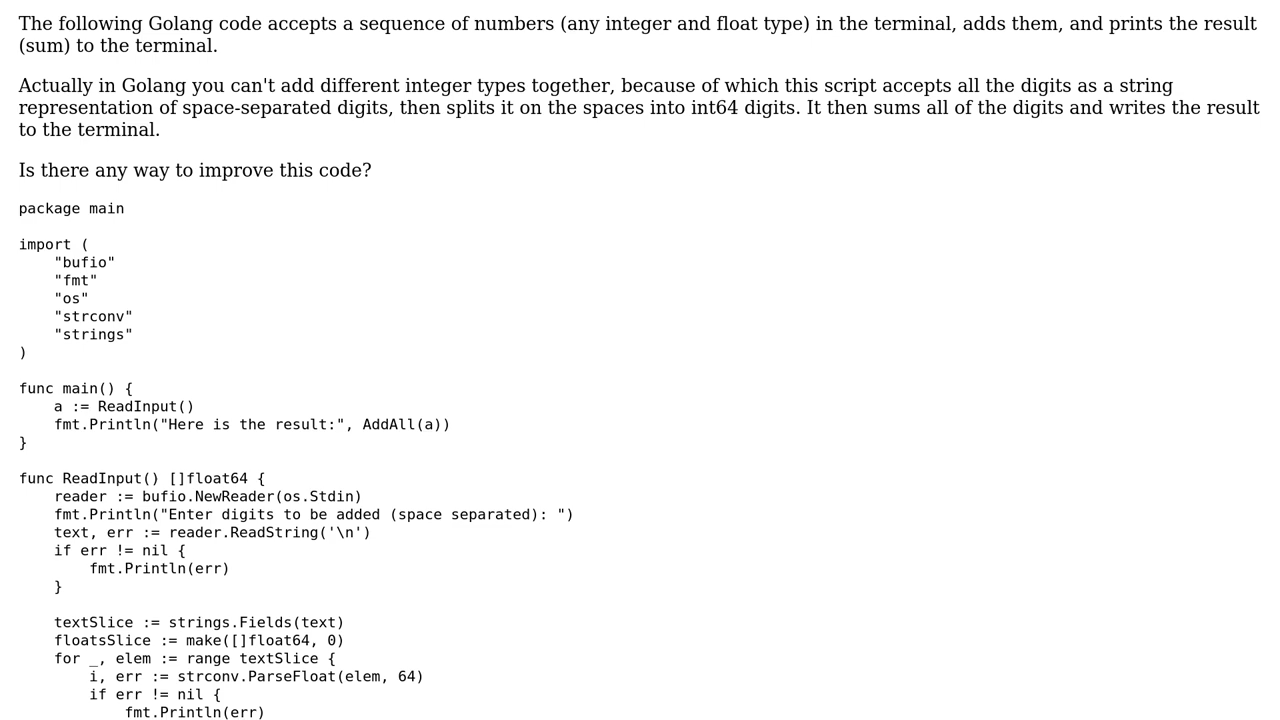 The following Golang code accepts a sequence of numbers (any integer and float type) in the terminal, adds them, and prints the result
(sum) to the terminal.
Actually in Golang you can't add different integer types together, because of which this script accepts all the digits as a string
representation of space-separated digits, then splits it on the spaces into int64 digits. It then sums all of the digits and writes the result
to the terminal.
Is there any way to improve this code?
package main
import (
    "bufio"
    "fmt"
    "os"
    "strconv"
    "strings"
)
func main() {
    a := ReadInput()
    fmt.Println("Here is the result:", AddAll(a))
}
func ReadInput() []float64 {
    reader := bufio.NewReader(os.Stdin)
    fmt.Println("Enter digits to be added (space separated): ")
    text, err := reader.ReadString('\n')
    if err != nil {
        fmt.Println(err)
    }
    textSlice := strings.Fields(text)
    floatsSlice := make([]float64, 0)
    for _, elem := range textSlice {
        i, err := strconv.ParseFloat(elem, 64)
        if err != nil {
            fmt.Println(err)